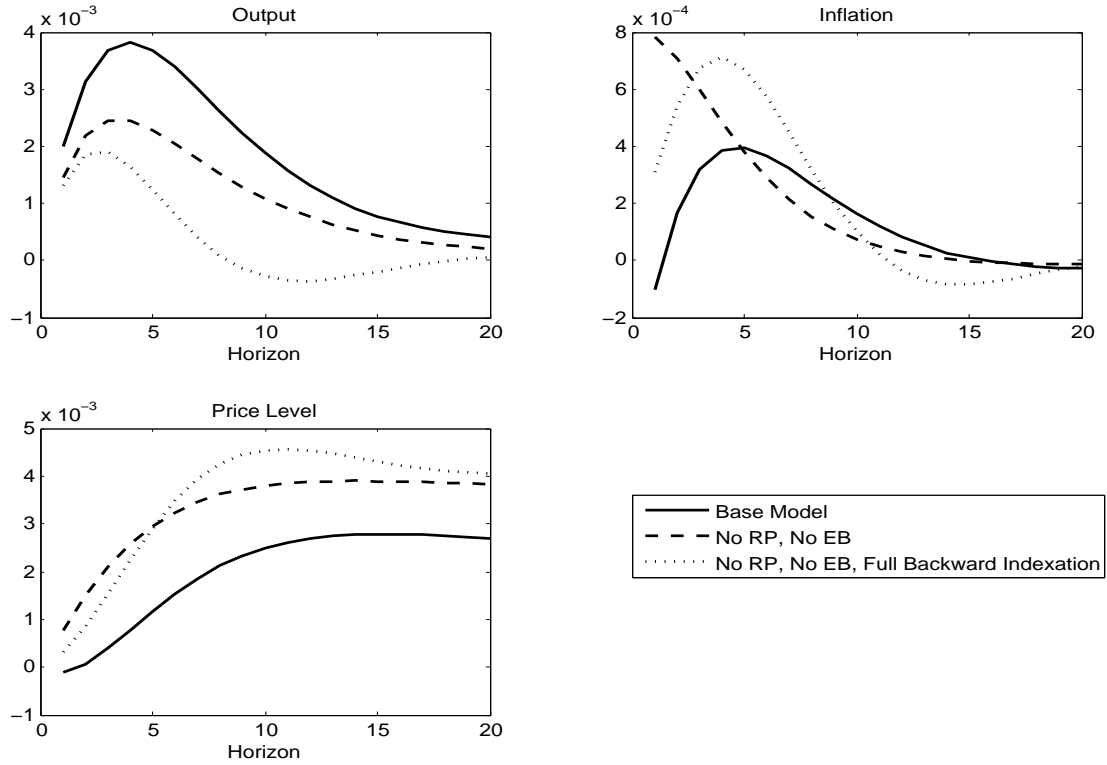 Output
x 10−3
4
3
2
1
0
−1
0
5
10
15
20
Horizon
Inflation
x 10−4
8
6
4
2
0
−2
0
5
10
15
20
Horizon
Price Level
x 10−3
5
4
3
2
1
0
−1
0
5
10
15
20
Horizon
Base Model
No RP, No EB
No RP, No EB, Full Backward Indexation